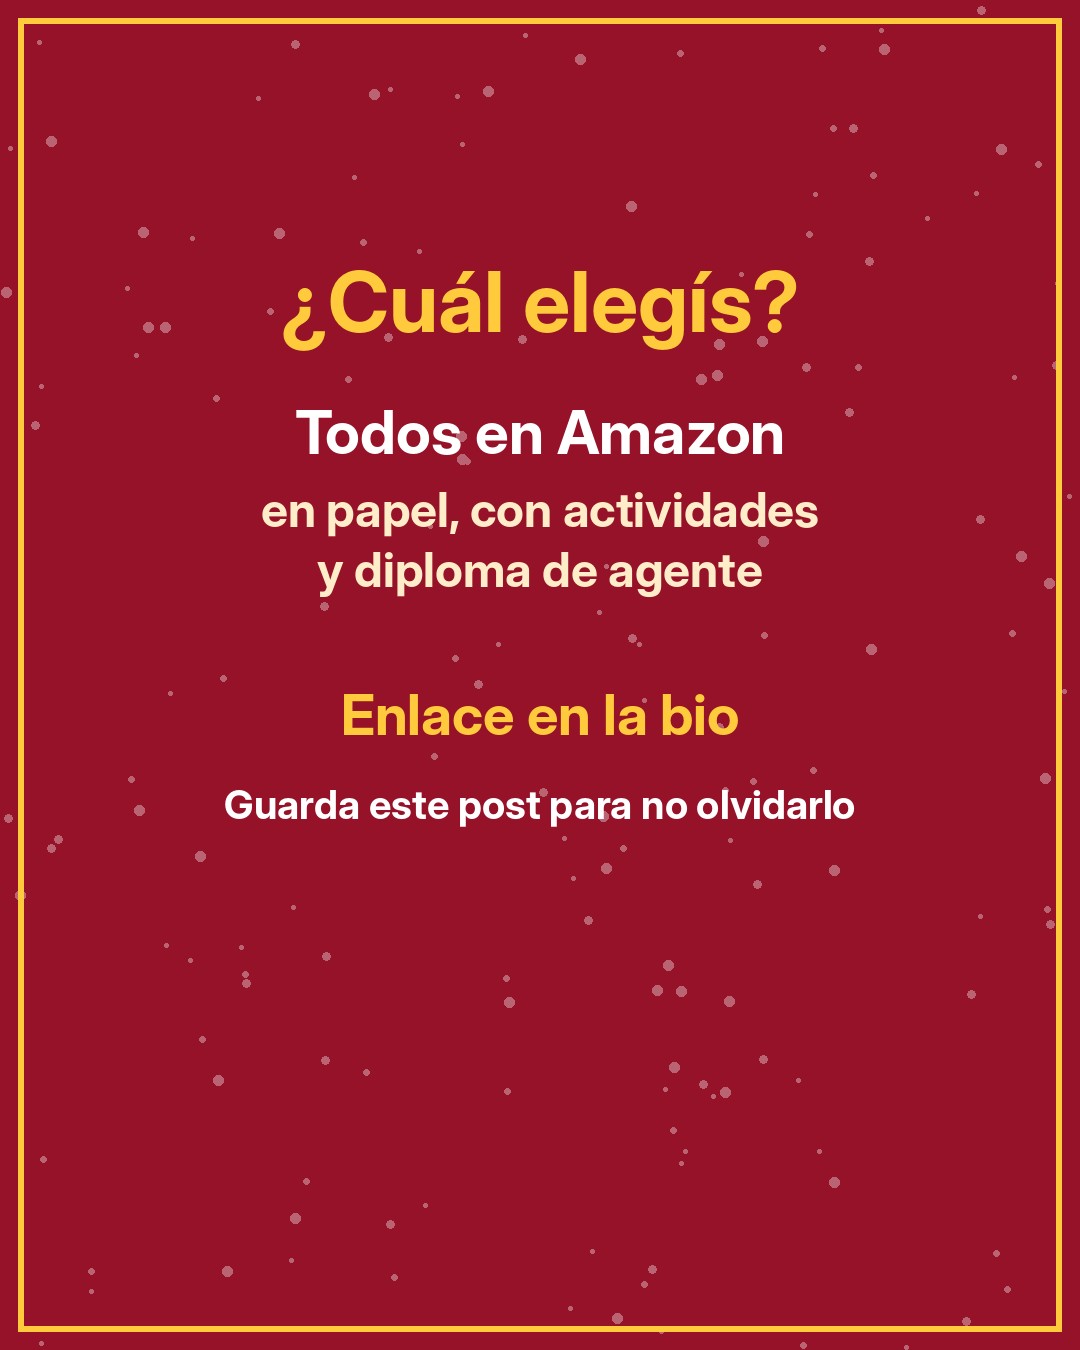 ¿Cuál elegís?
Todos en Amazon
en papel, con actividades
y diploma de agente
Enlace en la bio
Guarda este post para no olvidarlo